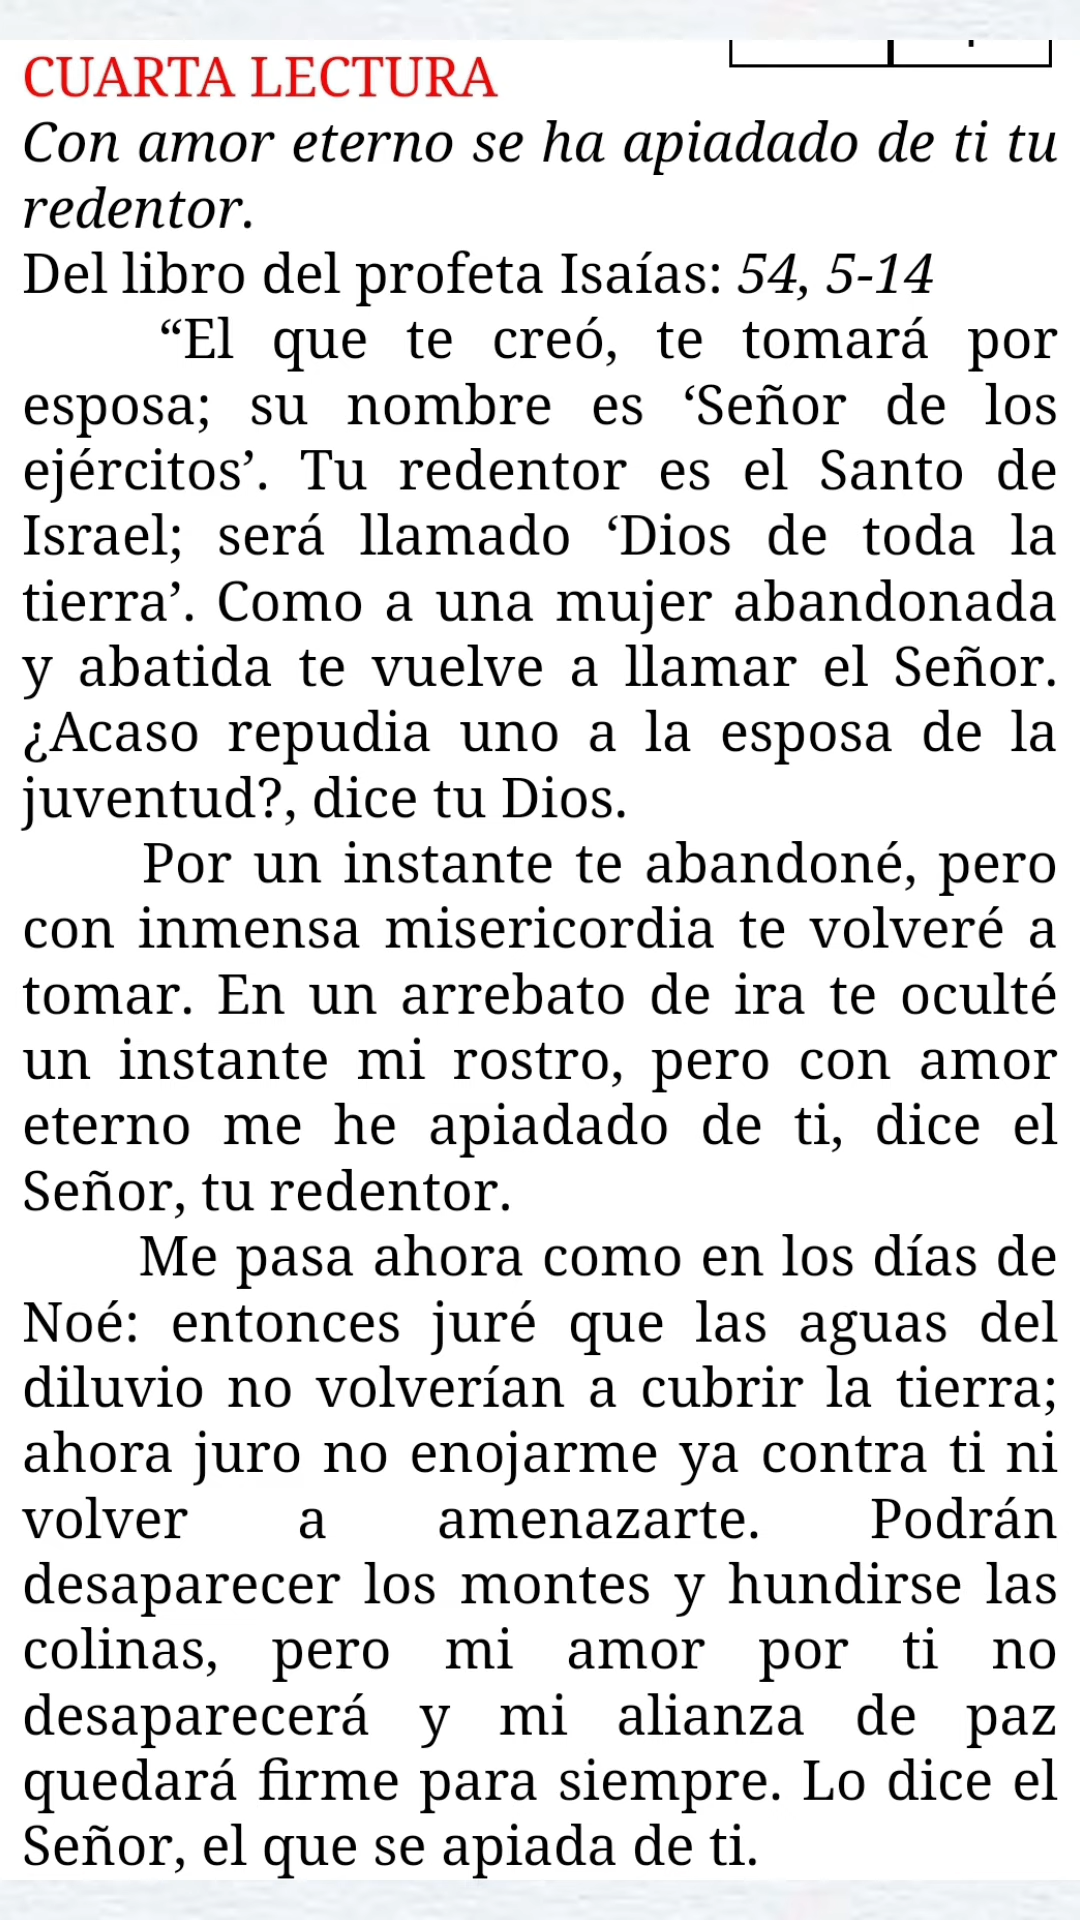 CUARTA LECTURA
Con amor eterno se ha apiadado de ti tu
redentor.
Del libro del profeta Isaías: 54, 5-14
“El que te creó, te tomará por
esposa; su nombre es ‘Señor de los
ejércitos’. Tu redentor es el Santo de
Israel; será llamado ‘Dios de toda la
tierra’. Como a una mujer abandonada
y abatida te vuelve a llamar el Señor.
¿Acaso repudia uno a la esposa de la
juventud?, dice tu Dios.
Por un instante te abandoné, pero
con inmensa misericordia te volveré a
tomar. En un arrebato de ira te oculté
un instante mi rostro, pero con amor
eterno me he apiadado de ti, dice el
Señor, tu redentor.
Me pasa ahora como en los días de
Noé: entonces juré que las aguas del
diluvio no volverían a cubrir la tierra;
ahora juro no enojarme ya contra ti ni
volver a amenazarte. Podrán
desaparecer los montes y hundirse las
colinas, pero mi amor por ti no
desaparecerá y mi alianza de paz
quedará firme para siempre. Lo dice el
Señor, el que se apiada de ti.